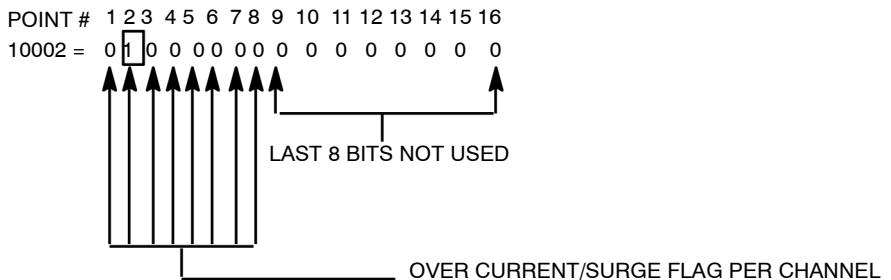 POINT # 1 2 3 4 5 6 7 8 9 10 11 12 13 14 15 16
10002 = 0 1 0 0 0 0 0 0 0 0 0 0 0 0 0 0
LAST 8 BITS NOT USED
OVER CURRENT/SURGE FLAG PER CHANNEL